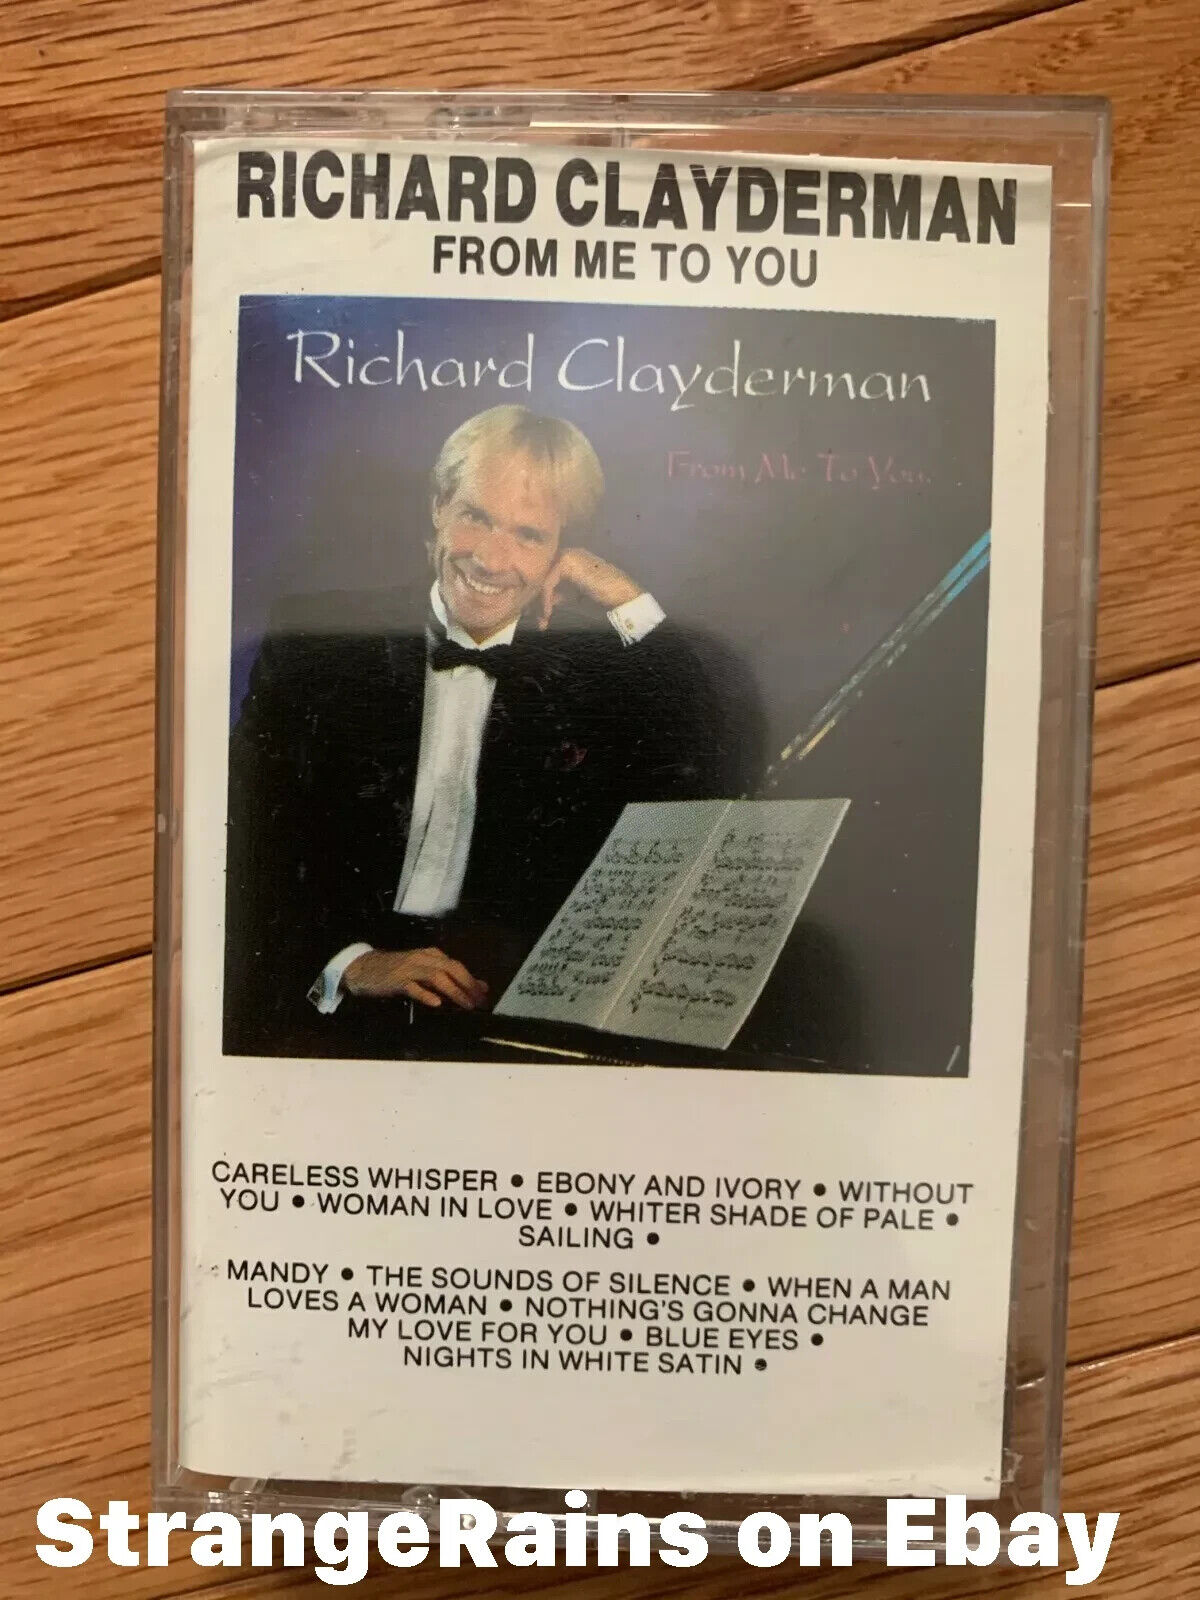 RICHARD CLAYDERMAN
FROM ME TO YOU
Richard Clayderman
From Me To You
CARELESS WHISPER • EBONY AND IVORY • WITHOUT
YOU • WOMAN IN LOVE • WHITER SHADE OF PALE •
SAILING •
MANDY • THE SOUNDS OF SILENCE • WHEN A MAN
LOVES A WOMAN • NOTHING'S GONNA CHANGE
MY LOVE FOR YOU • BLUE EYES •
NIGHTS IN WHITE SATIN •
StrangeRains on Ebay